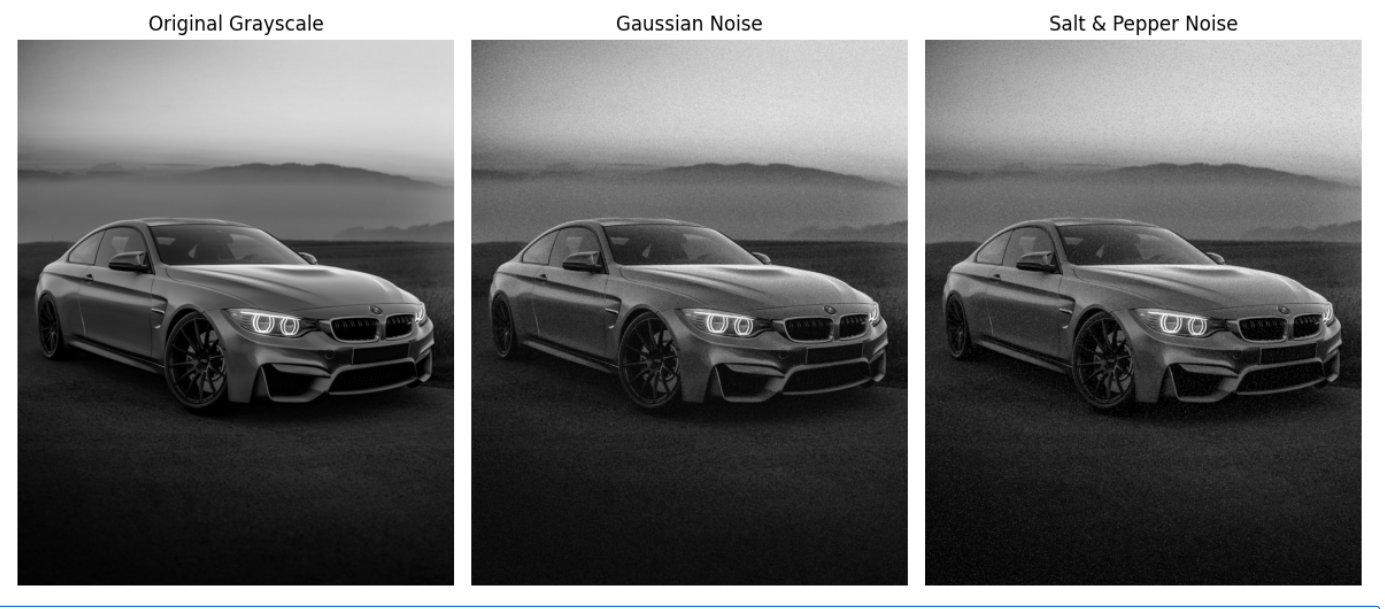 Original Grayscale
Gaussian Noise
Salt & Pepper Noise